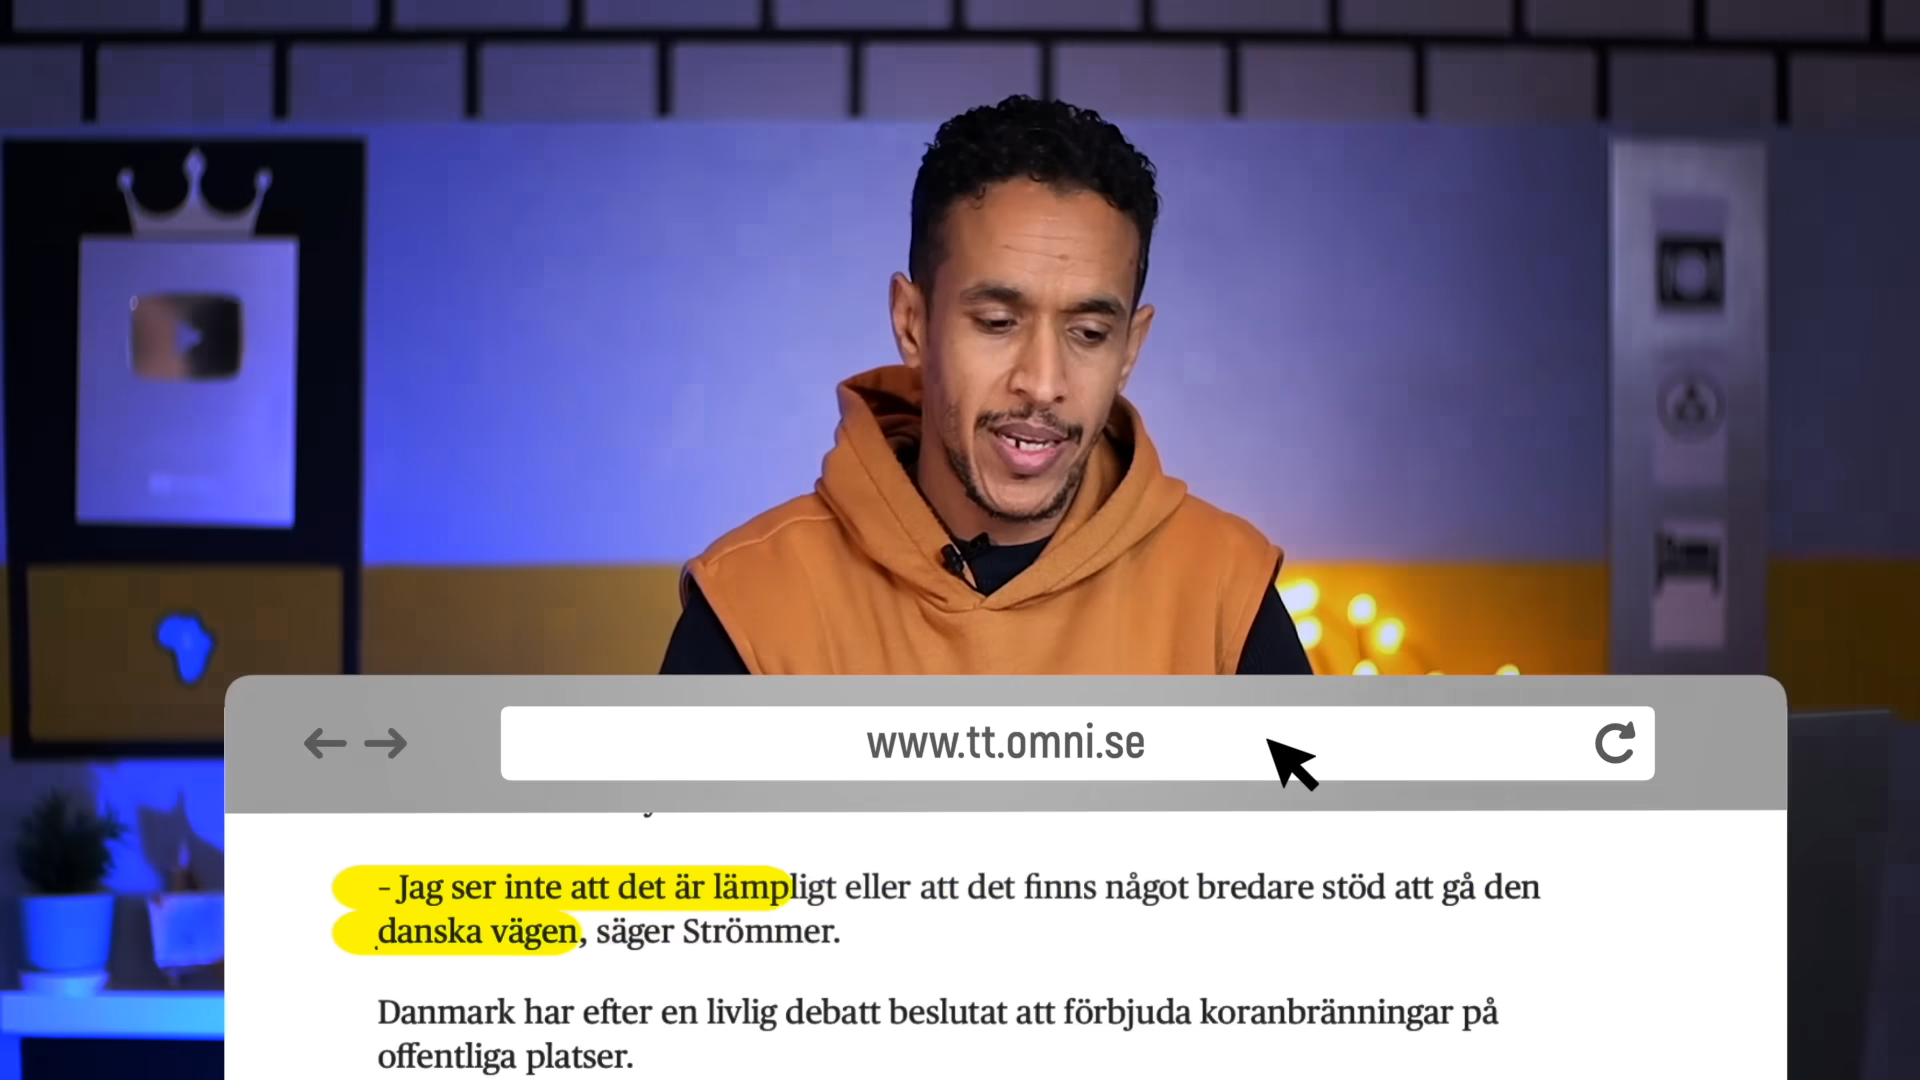 www.tt.omni.se
- Jag ser inte att det är lämpligt eller att det finns något bredare stöd att gå den
danska vägen, säger Strömmer.
Danmark har efter en livlig debatt beslutat att förbjuda koranbränningar på
offentliga platser.